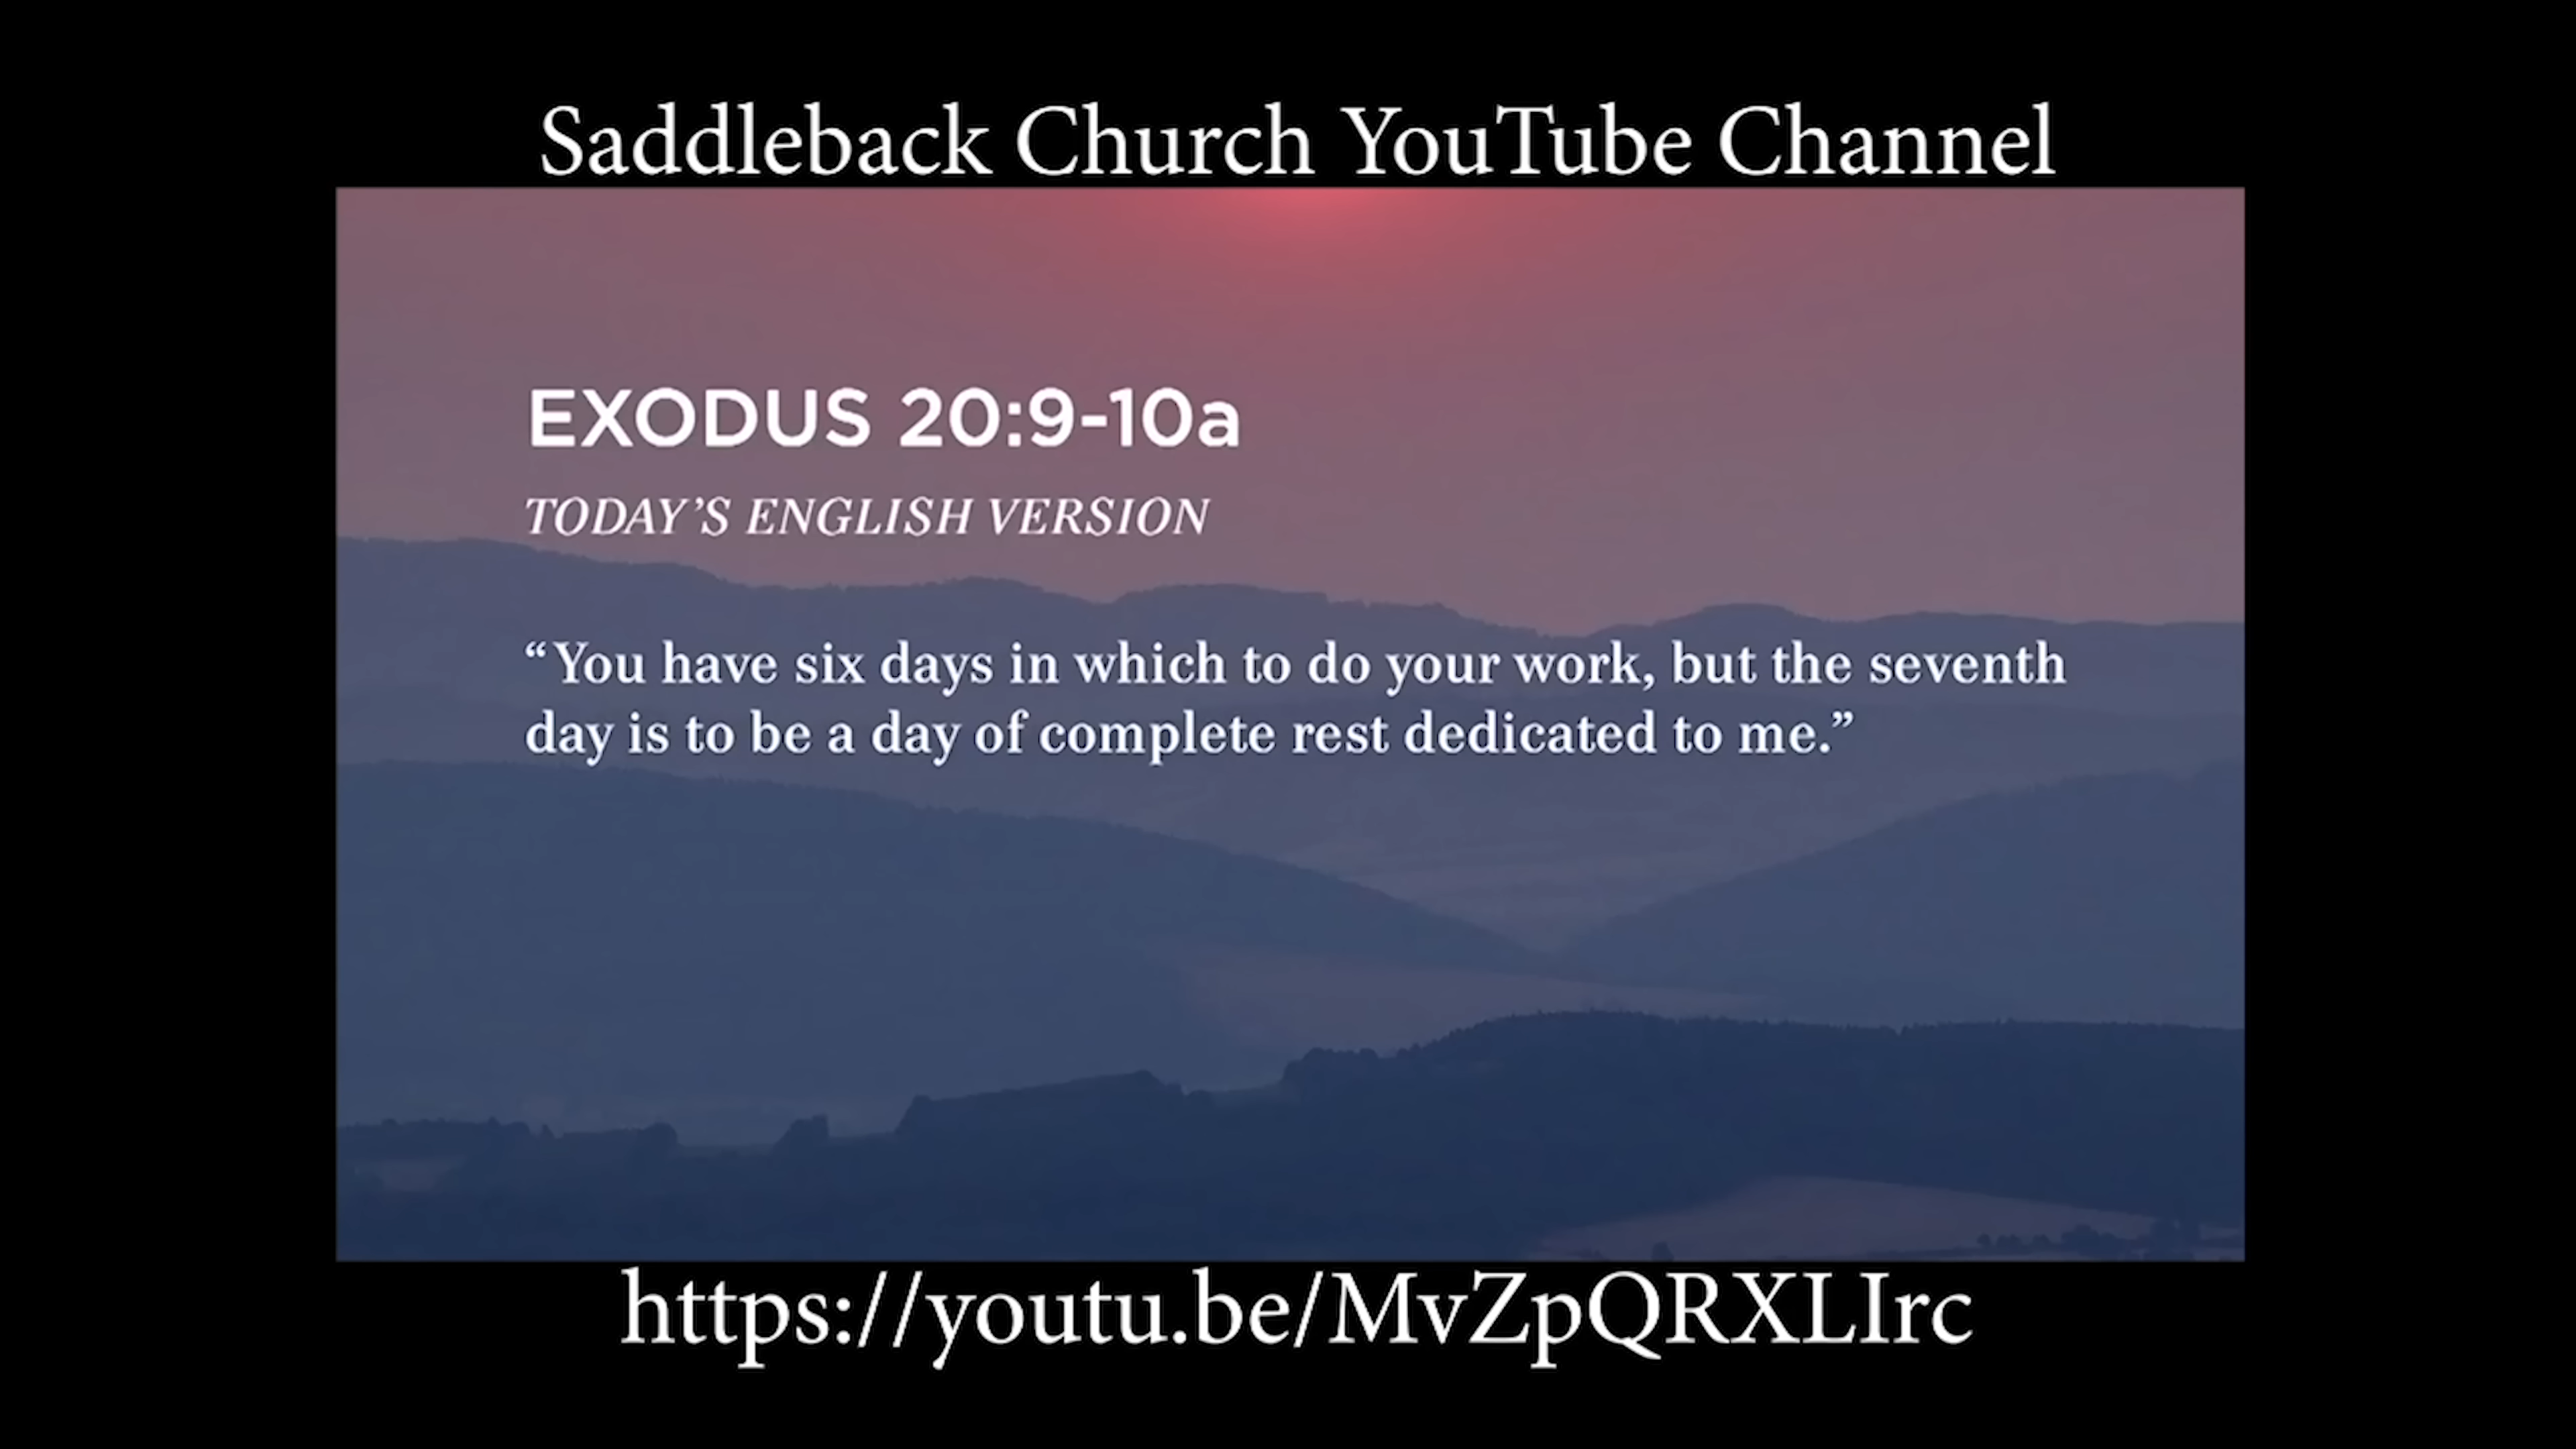 Saddleback Church YouTube Channel
EXODUS 20:9-10a
TODAY’S ENGLISH VERSION
“You have six days in which to do your work, but the seventh
day is to be a day of complete rest dedicated to me.”
https://youtu.be/MvZpQRXLIrc